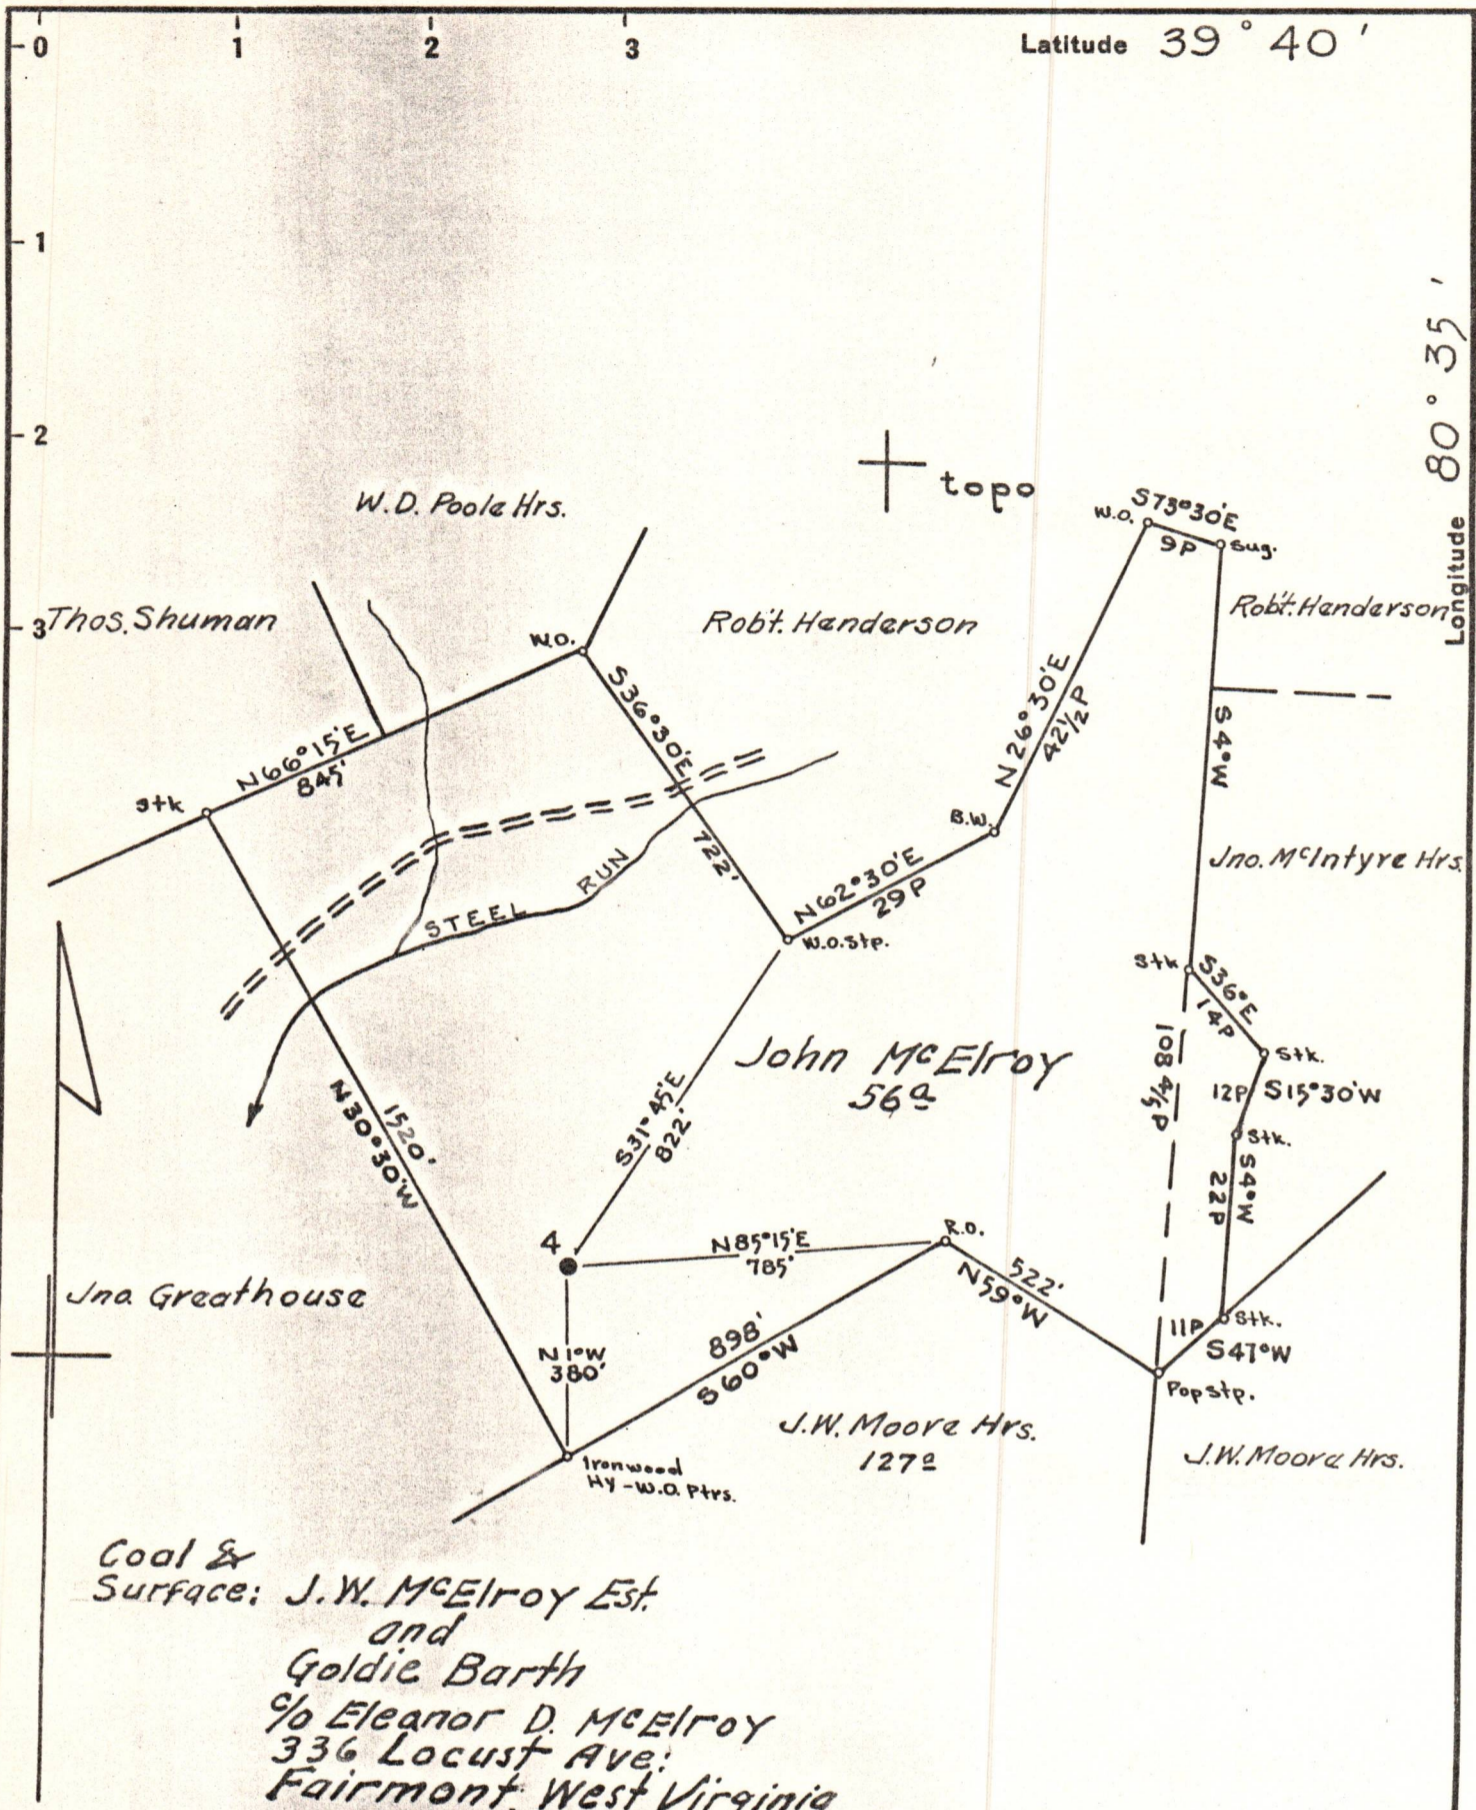 0
1
2
3
Latitude 39° 40'
1
2
3
Longitude 80° 35'
topo
W.D. Poole Hrs.
Thos. Shuman
Rob't. Henderson
Rob't. Henderson
W.O.
S73°30'E
9P
Sug.
W.O.
S36°30'E
722'
N66°15'E
845'
stk
N26°30'E
42½P
B.W.
S4°W
Jno. McIntyre Hrs.
N62°30'E
29P
W.O. Stp.
STEEL RUN
Stk
S36°E
14P
Stk.
12P
S15°30'W
Stk.
S4°W
22P
108 4/5 P
John McElroy
56a
S31°45'E
822'
1520'
N30°30'W
4
N85°15'E
785'
R.O.
522'
N59°W
11P
Stk.
S47°W
Pop Stp.
Jno. Greathouse
N1°W
380'
898'
S60°W
Ironwood
Hy-W.O. Ptrs.
J.W. Moore Hrs.
127a
J.W. Moore Hrs.
Coal &
Surface: J.W. McElroy Est.
and
Goldie Barth
c/o Eleanor D. McElroy
336 Locust Ave.
Fairmont, West Virginia